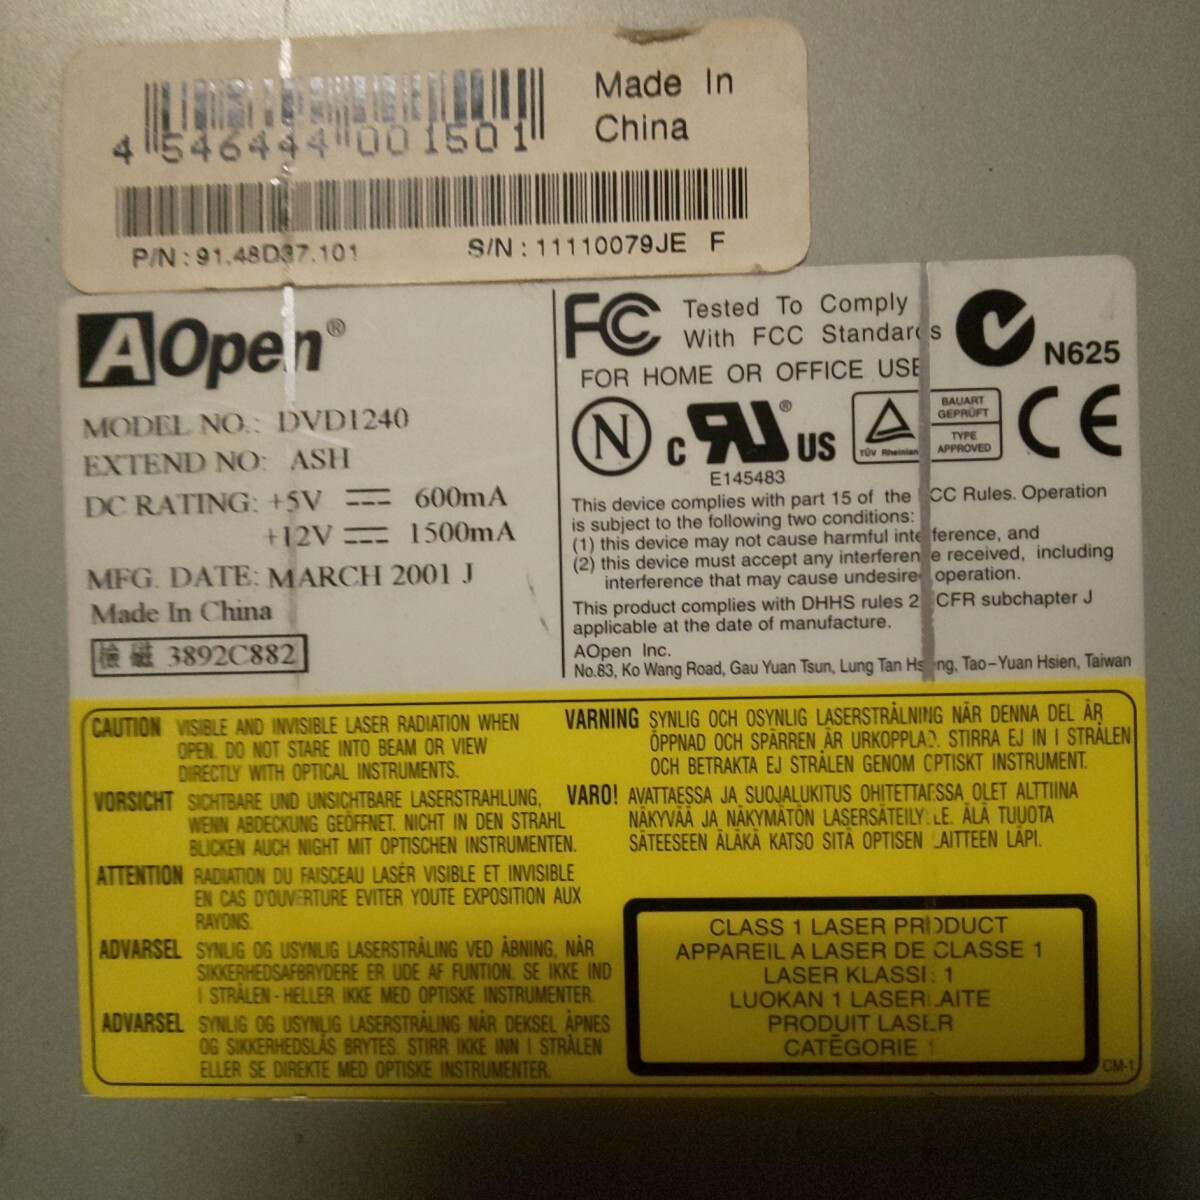 Made In
China
4 546444 001501
P/N : 91.48D37.101 S/N : 11110079JE F
AOpen®
MODEL NO.: DVD1240
EXTEND NO: ASH
DC RATING: +5V 600mA
+12V 1500mA
MFG. DATE: MARCH 2001 J
Made In China
檢磁 3892C882
FC Tested To Comply
With FCC Standards
FOR HOME OR OFFICE USE
N625
N
c RU® US
E145483
TÜV Rheinland
BAUART
GEPRÜFT
TYPE
APPROVED
CE
This device complies with part 15 of the FCC Rules. Operation
is subject to the following two conditions:
(1) this device may not cause harmful interference, and
(2) this device must accept any interference received, including
interference that may cause undesired operation.
This product complies with DHHS rules 2 CFR subchapter J
applicable at the date of manufacture.
AOpen Inc.
No.83, Ko Wang Road, Gau Yuan Tsun, Lung Tan Hseng, Tao-Yuan Hsien, Taiwan
CAUTION VISIBLE AND INVISIBLE LASER RADIATION WHEN
OPEN. DO NOT STARE INTO BEAM OR VIEW
DIRECTLY WITH OPTICAL INSTRUMENTS.
VORSICHT SICHTBARE UND UNSICHTBARE LASERSTRAHLUNG,
WENN ABDECKUNG GEÖFFNET. NICHT IN DEN STRAHL
BLICKEN AUCH NIGHT MIT OPTISCHEN INSTRUMENTEN.
ATTENTION RADIATION DU FAISCEAU LASÉR VISIBLE ET INVISIBLE
EN CAS D'OUVERTURE EVITER YOUTE EXPOSITION AUX
RAYONS.
ADVARSEL SYNLIG OG USYNLIG LASERSTRÅLING VED ÅBNING, NÅR
SIKKERHEDSAFBRYDERE ER UDE AF FUNTION. SE IKKE IND
I STRÅLEN - HELLER IKKE MED OPTISKE INSTRUMENTER.
ADVARSEL SYNLIG OG USYNLIG LASERSTRÅLING NÅR DEKSEL ÅPNES
OG SIKKERHEDSLÅS BRYTES. STIRR IKKE INN I STRÅLEN
ELLER SE DIREKTE MED OPTISKE INSTRUMENTER.
VARNING SYNLIG OCH OSYNLIG LASERSTRÅLNING NÄR DENNA DEL ÄR
ÖPPNAD OCH SPÄRREN ÄR URKOPPLAD. STIRRA EJ IN I STRÅLEN
OCH BETRAKTA EJ STRÅLEN GENOM OPTISKT INSTRUMENT.
VARO! AVATTAESSA JA SUOJALUKITUS OHITETTAESSA OLET ALTTIINA
NÄKYVÄÄ JA NÄKYMÄTÖN LASERSÄTEILYLLE. ÄLÄ TUIJOTA
SÄTEESEEN ÄLÄKÄ KATSO SITÄ OPTISEN LAITTEEN LÄPI.
CLASS 1 LASER PRODUCT
APPAREIL A LASER DE CLASSE 1
LASER KLASSE 1
LUOKAN 1 LASERLAITE
PRODUIT LASER
CATÉGORIE 1
CM-1